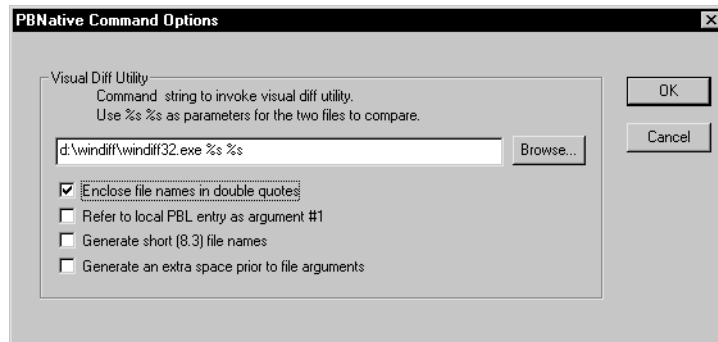 PBNative Command Options
Visual Diff Utility
Command string to invoke visual diff utility.
Use %s %s as parameters for the two files to compare.
d:\windiff\windiff32.exe %s %s
Browse...
Enclose file names in double quotes
Refer to local PBL entry as argument #1
Generate short (8.3) file names
Generate an extra space prior to file arguments
OK
Cancel